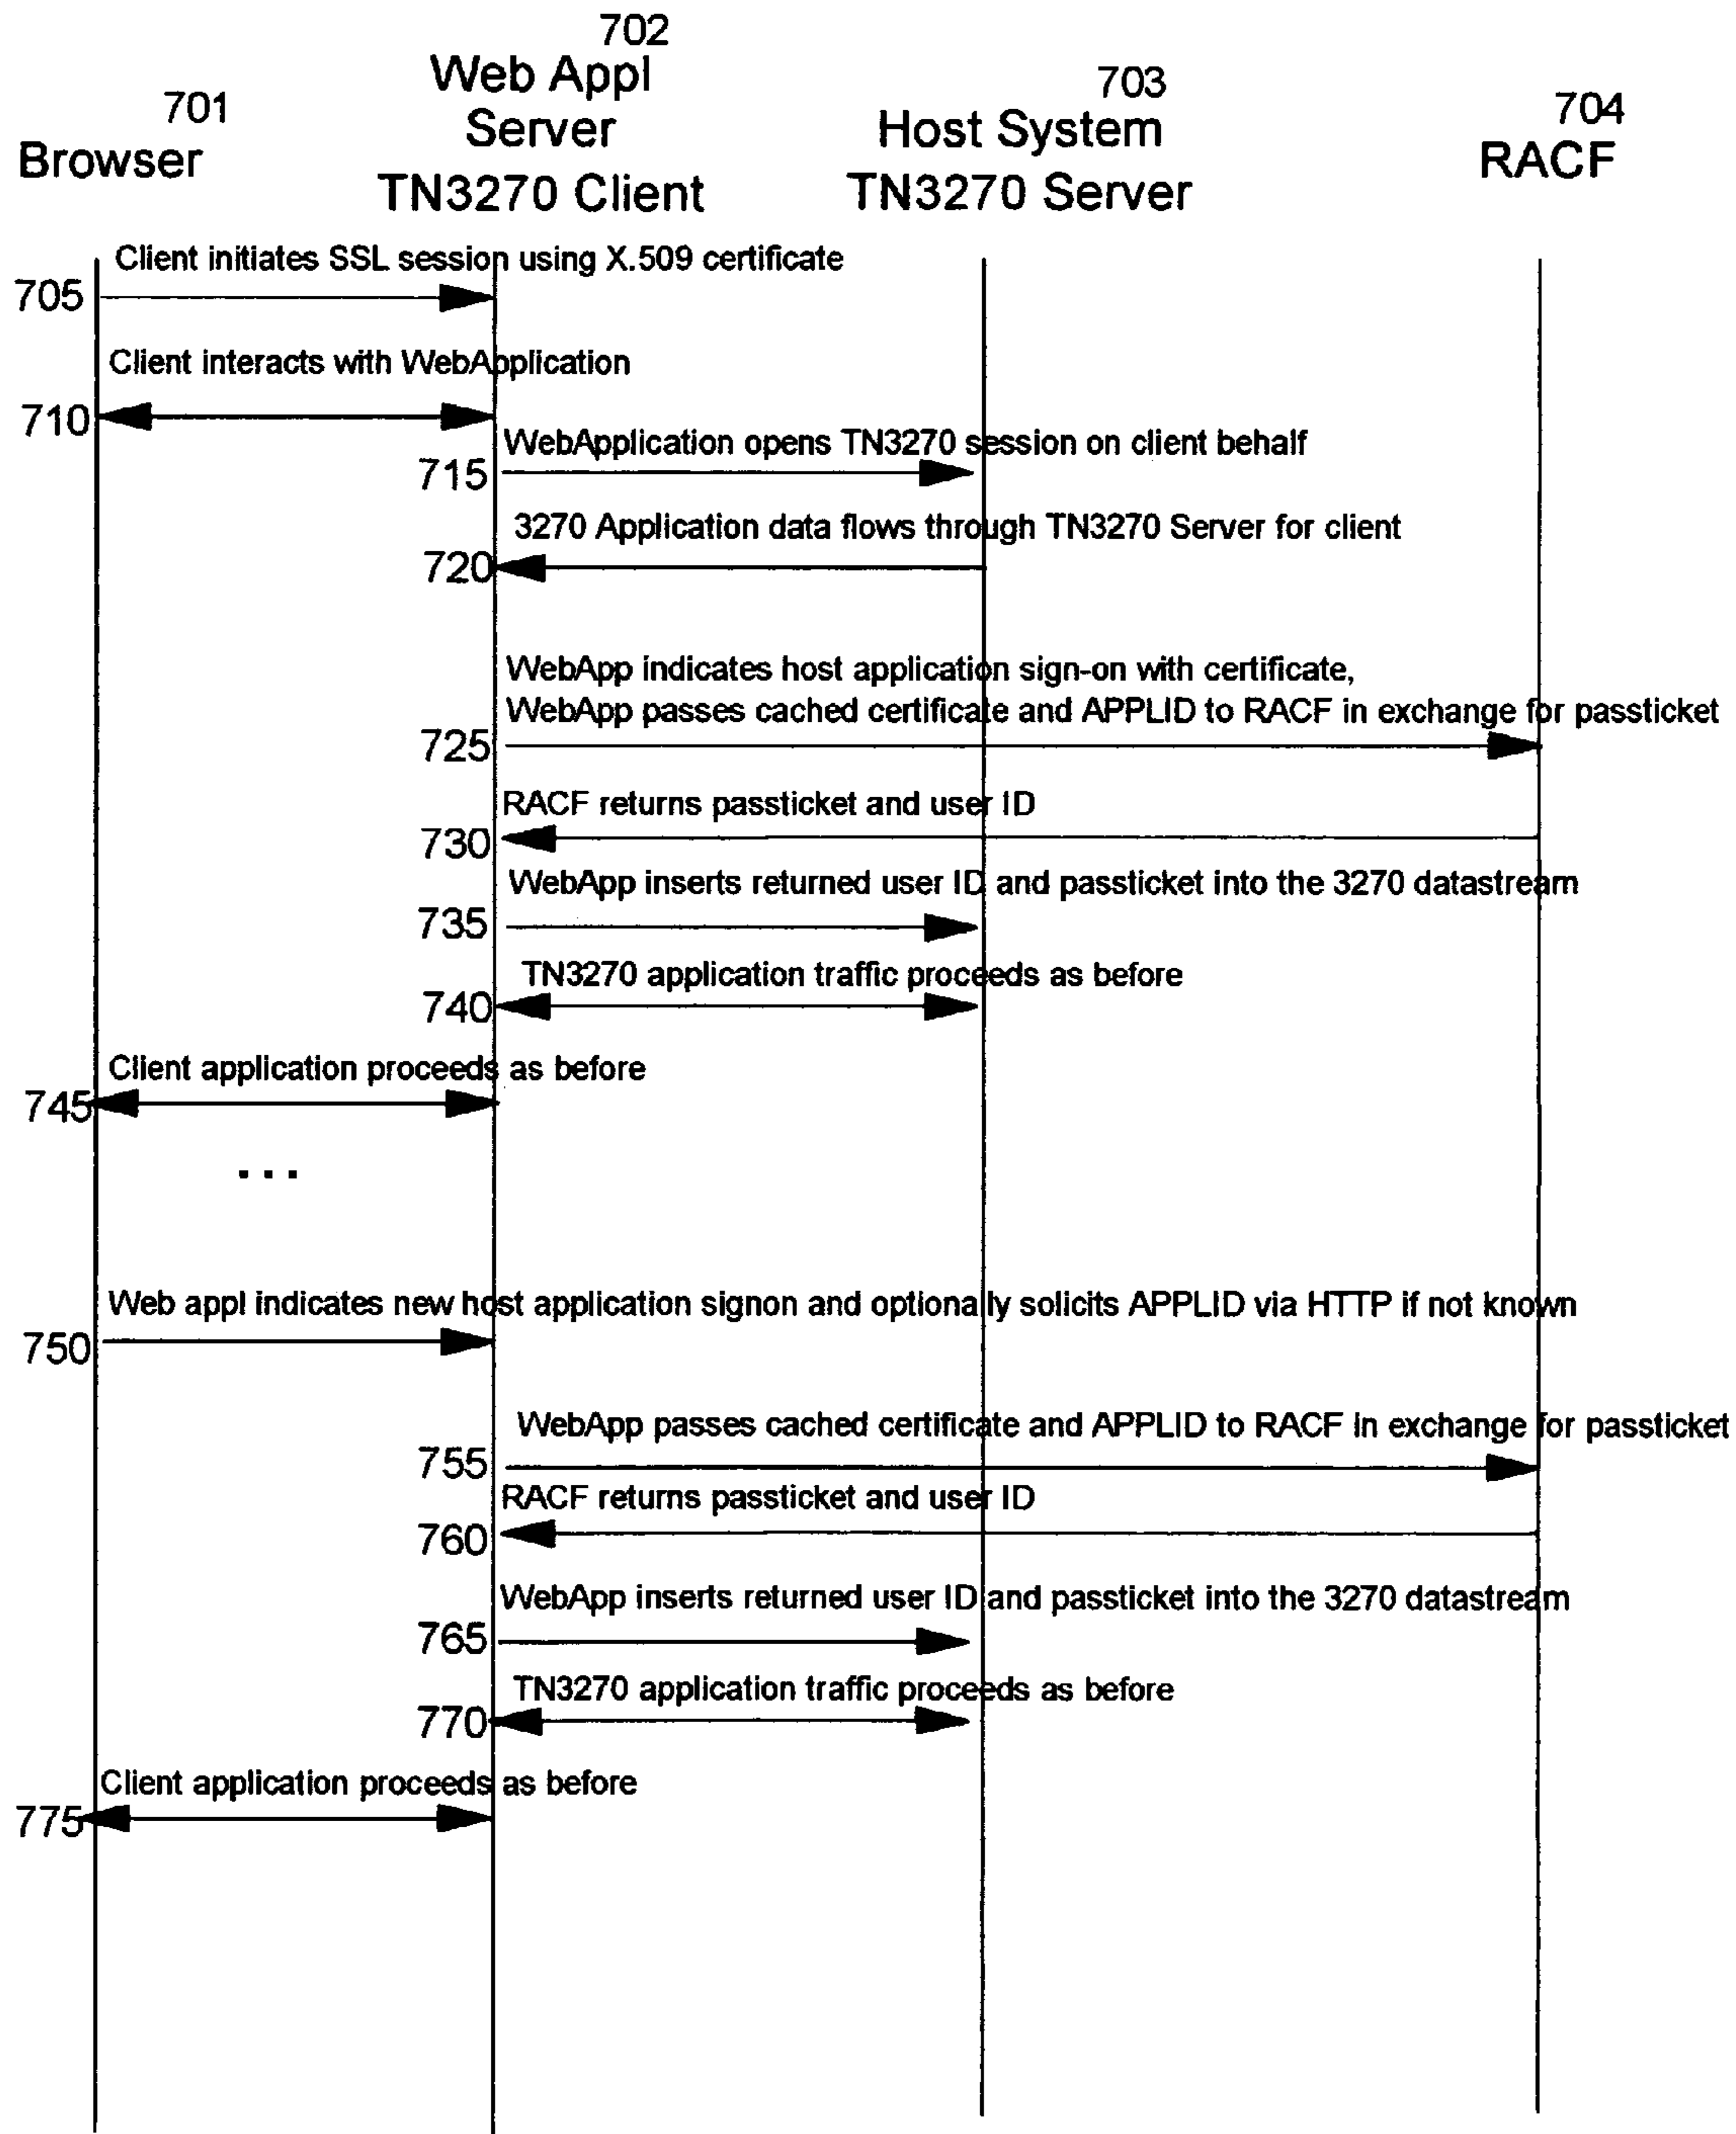 702
Web Appl
701
Server
703
704
Browser
TN3270 Client
Host System
TN3270 Server
RACF
Client initiates SSL session using X.509 certificate
705
Client interacts with WebApplication
710
WebApplication opens TN3270 session on client behalf
715
3270 Application data flows through TN3270 Server for client
720
WebApp indicates host application sign-on with certificate,
WebApp passes cached certificate and APPLID to RACF in exchange for passticket
725
RACF returns passticket and user ID
730
WebApp inserts returned user ID and passticket into the 3270 datastream
735
TN3270 application traffic proceeds as before
740
Client application proceeds as before
745
...
Web appl indicates new host application signon and optionally solicits APPLID via HTTP if not known
750
WebApp passes cached certificate and APPLID to RACF in exchange for passticket
755
RACF returns passticket and user ID
760
WebApp inserts returned user ID and passticket into the 3270 datastream
765
TN3270 application traffic proceeds as before
770
Client application proceeds as before
775